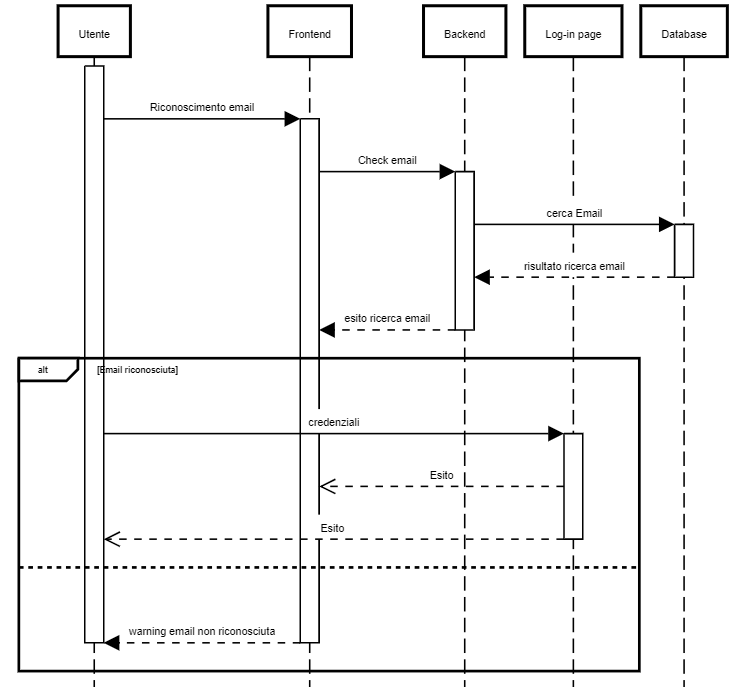 Utente
Frontend
Backend
Log-in page
Database
Riconoscimento email
Check email
cerca Email
risultato ricerca email
esito ricerca email
alt
[Email riconosciuta]
credenziali
Esito
Esito
warning email non riconosciuta